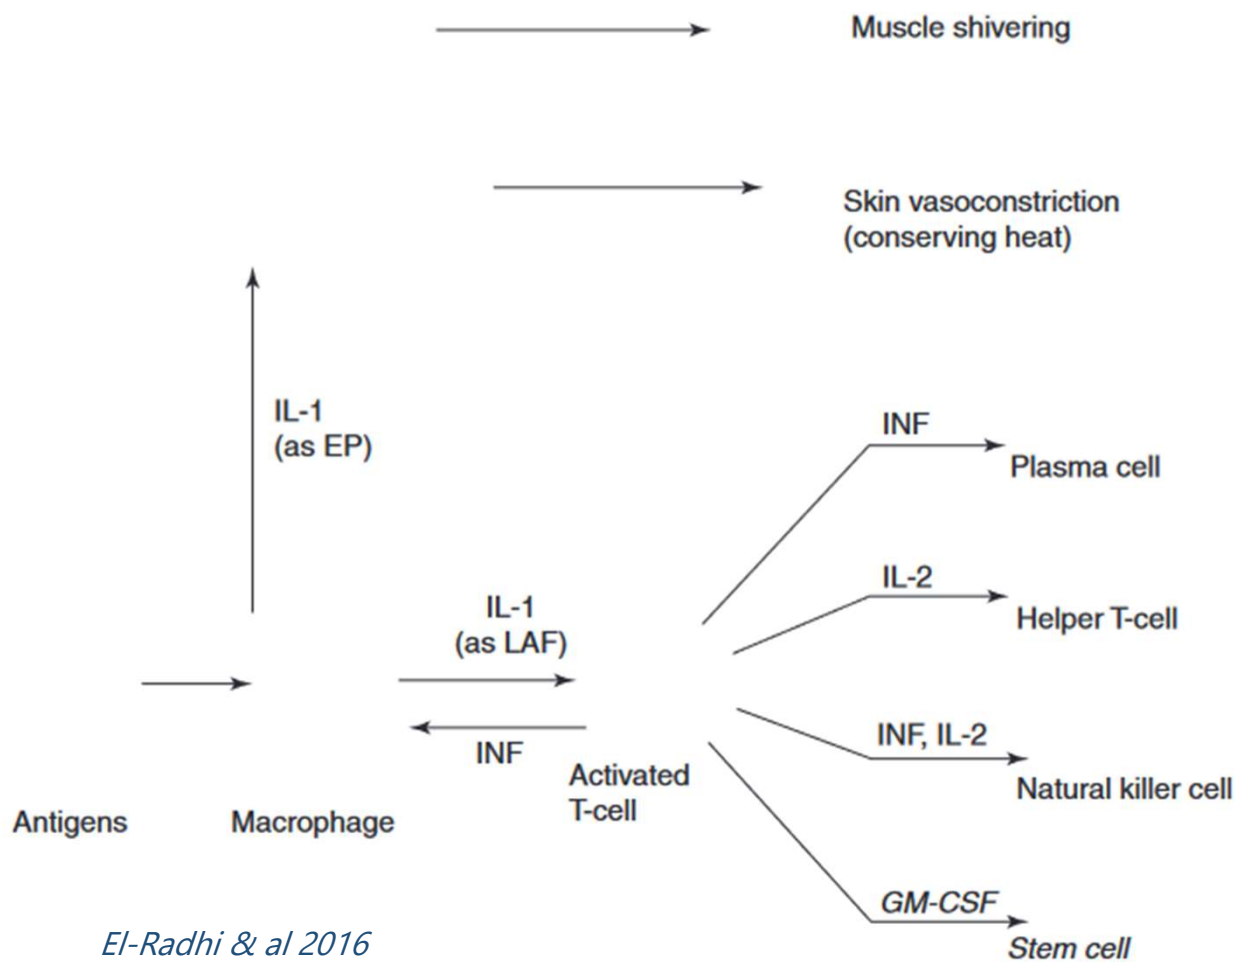 Muscle shivering
Skin vasoconstriction
(conserving heat)
IL-1
(as EP)
INF
Plasma cell
IL-2
Helper T-cell
IL-1
(as LAF)
INF
Activated
T-cell
INF, IL-2
Natural killer cell
Antigens
Macrophage
GM-CSF
Stem cell
El-Radhi & al 2016